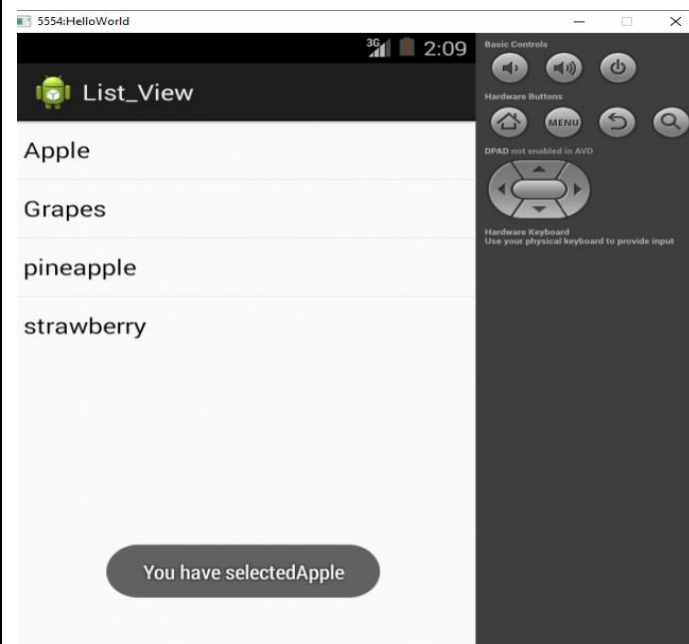 5554:HelloWorld
3G 2:09
List_View
Apple
Grapes
pineapple
strawberry
You have selectedApple
Basic Controls
Hardware Buttons
MENU
DPAD not enabled in AVD
Hardware Keyboard
Use your physical keyboard to provide input